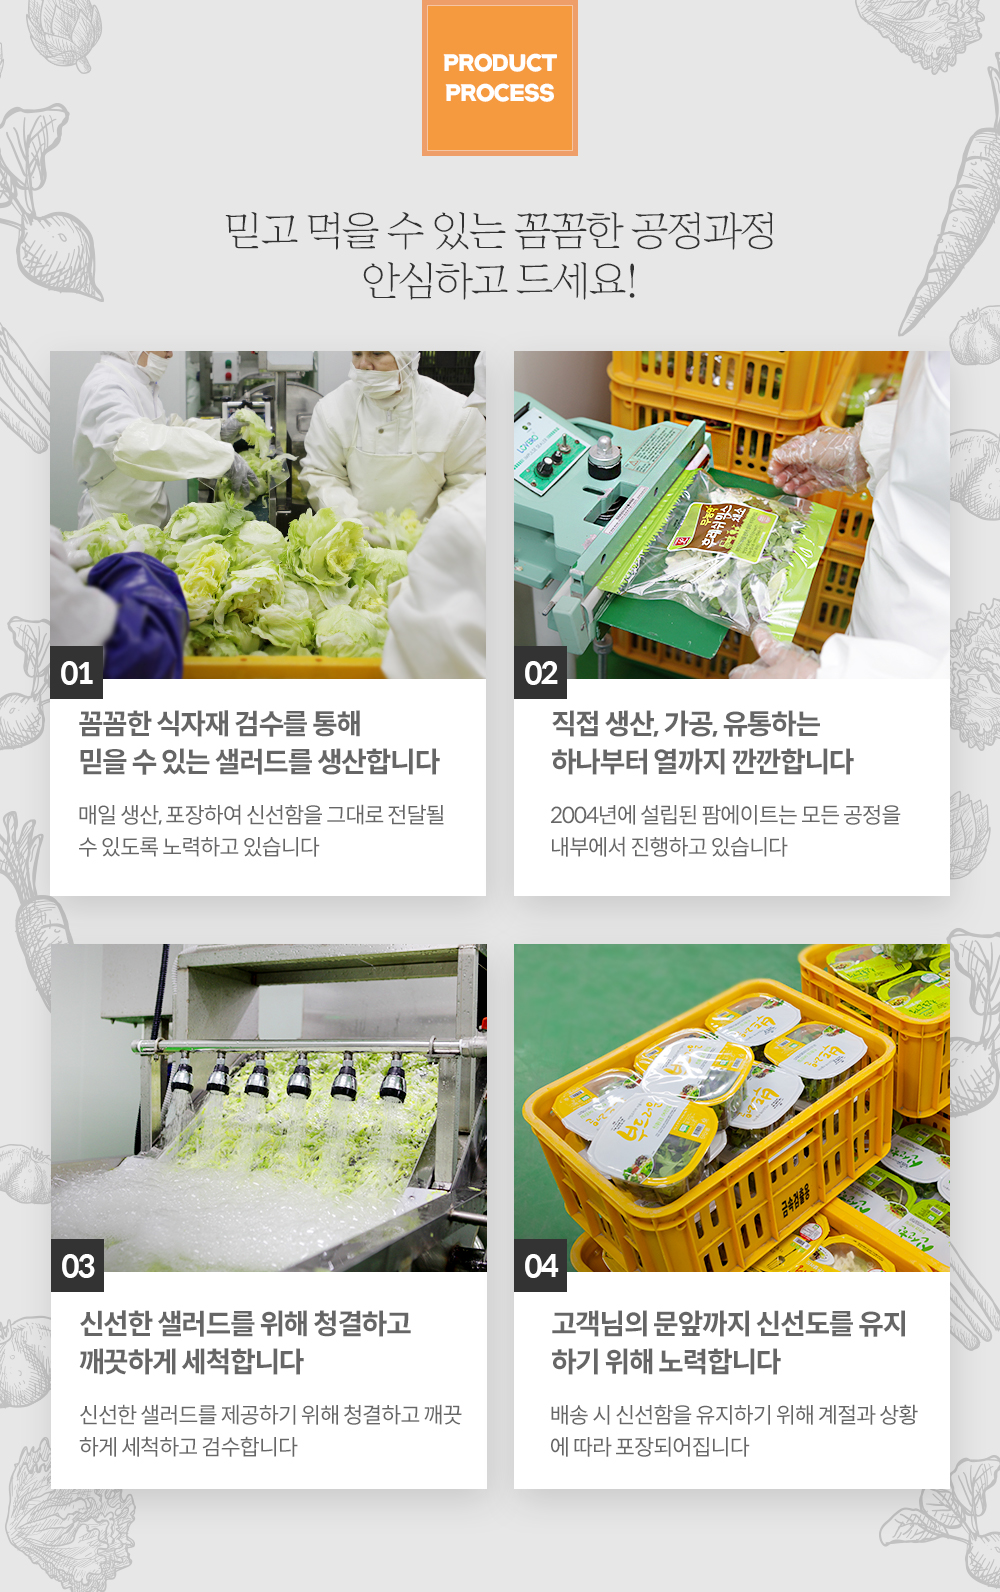 PRODUCT
PROCESS
믿고 먹을 수 있는 꼼꼼한 공정과정
안심하고 드세요!
01
꼼꼼한 식자재 검수를 통해
믿을 수 있는 샐러드를 생산합니다
매일 생산, 포장하여 신선함을 그대로 전달될
수 있도록 노력하고 있습니다
02
직접 생산, 가공, 유통하는
하나부터 열까지 깐깐합니다
2004년에 설립된 팜에이트는 모든 공정을
내부에서 진행하고 있습니다
03
신선한 샐러드를 위해 청결하고
깨끗하게 세척합니다
신선한 샐러드를 제공하기 위해 청결하고 깨끗
하게 세척하고 검수합니다
금속검출용
04
고객님의 문앞까지 신선도를 유지
하기 위해 노력합니다
배송 시 신선함을 유지하기 위해 계절과 상황
에 따라 포장되어집니다